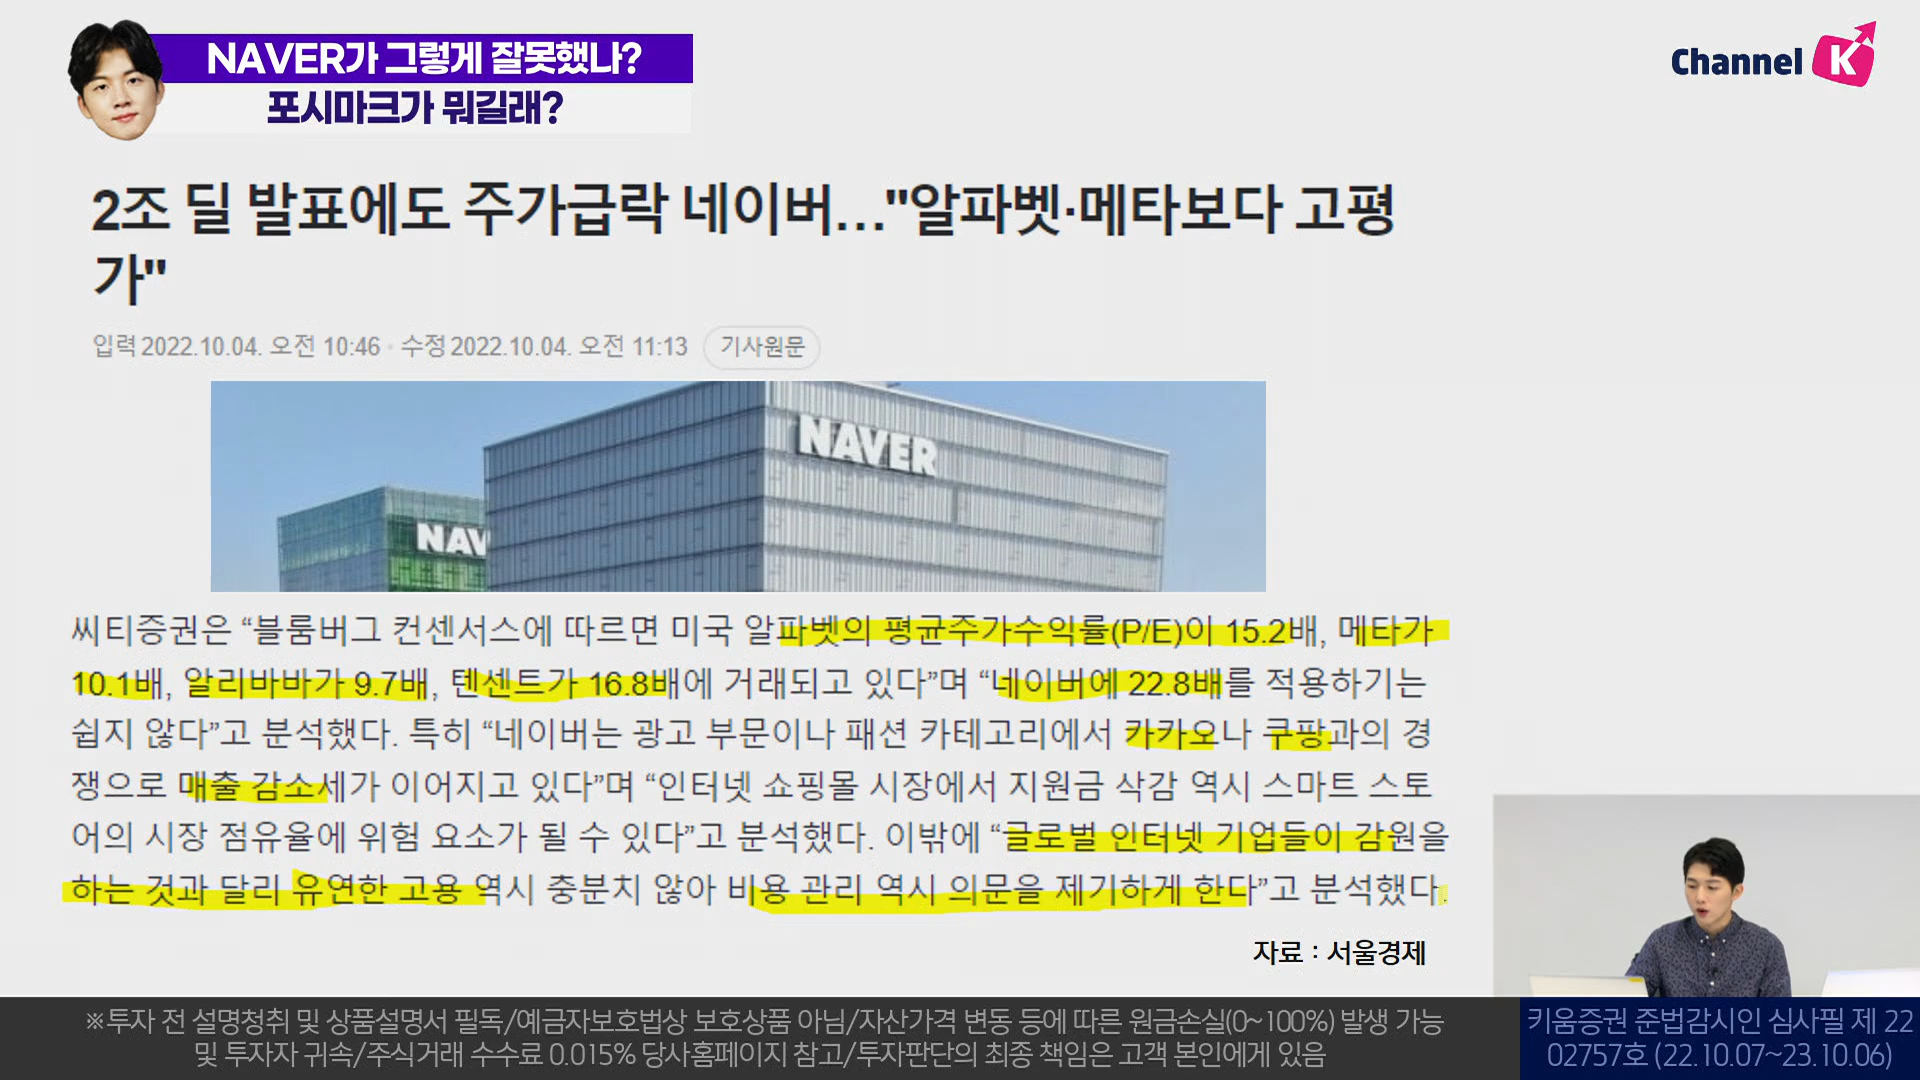 NAVER가 그렇게 잘못했나?
포시마크가 뭐길래?
Channel K
2조 딜 발표에도 주가급락 네이버..."알파벳·메타보다 고평
가"
입력 2022.10.04. 오전 10:46 · 수정 2022.10.04. 오전 11:13 기사원문
NAVER
NAV
씨티증권은 “블룸버그 컨센서스에 따르면 미국 알파벳의 평균주가수익률(P/E)이 15.2배, 메타가
10.1배, 알리바바가 9.7배, 텐센트가 16.8배에 거래되고 있다”며 “네이버에 22.8배를 적용하기는
쉽지 않다”고 분석했다. 특히 “네이버는 광고 부문이나 패션 카테고리에서 카카오나 쿠팡과의 경
쟁으로 매출 감소세가 이어지고 있다”며 “인터넷 쇼핑몰 시장에서 지원금 삭감 역시 스마트 스토
어의 시장 점유율에 위험 요소가 될 수 있다”고 분석했다. 이밖에 “글로벌 인터넷 기업들이 감원을
하는 것과 달리 유연한 고용 역시 충분치 않아 비용 관리 역시 의문을 제기하게 한다”고 분석했다.
자료 : 서울경제
※투자 전 설명청취 및 상품설명서 필독/예금자보호법상 보호상품 아님/자산가격 변동 등에 따른 원금손실(0~100%) 발생 가능
및 투자자 귀속/주식거래 수수료 0.015% 당사홈페이지 참고/투자판단의 최종 책임은 고객 본인에게 있음
키움증권 준법감시인 심사필 제 22
02757호 (22.10.07~23.10.06)